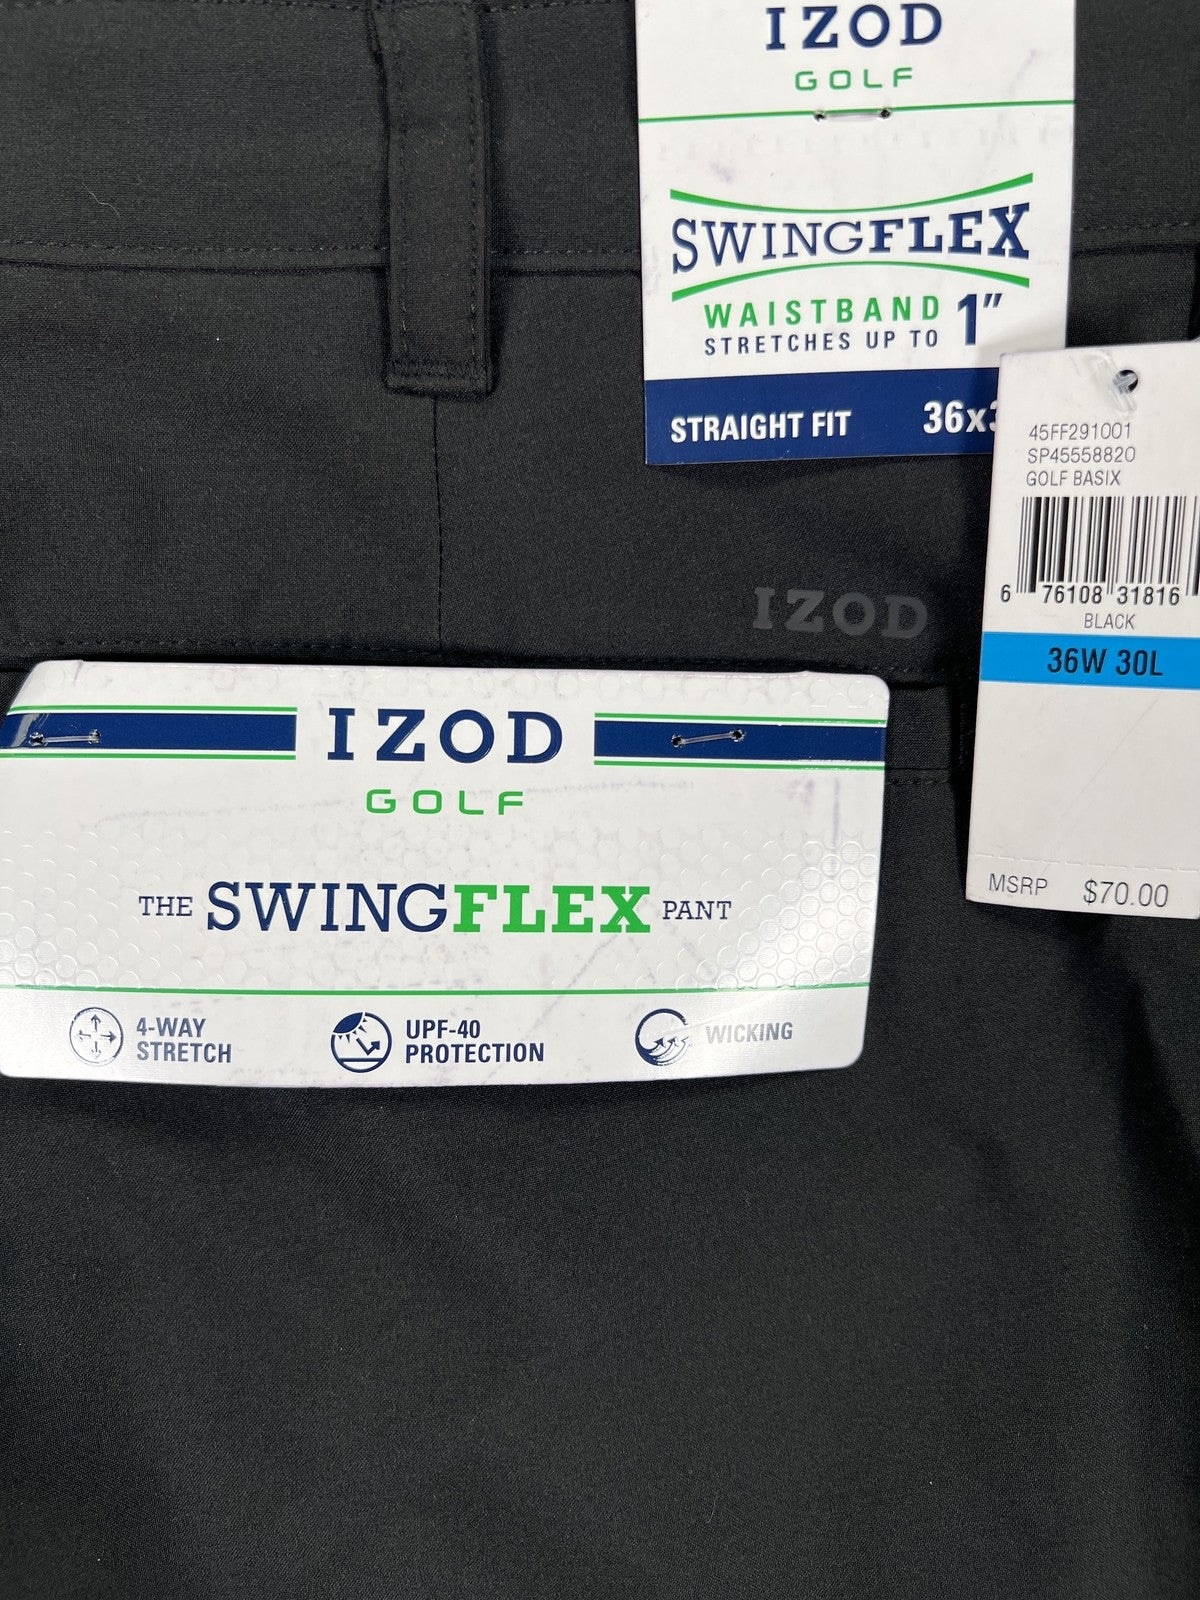 IZOD
GOLF
SWINGFLEX
WAISTBAND 1"
STRETCHES UP TO
STRAIGHT FIT 36x3
45FF291001
SP45558820
GOLF BASIX
6 76108 31816
BLACK
36W 30L
MSRP $70.00
IZOD
IZOD
GOLF
THE SWINGFLEX PANT
4-WAY
STRETCH
UPF-40
PROTECTION
WICKING